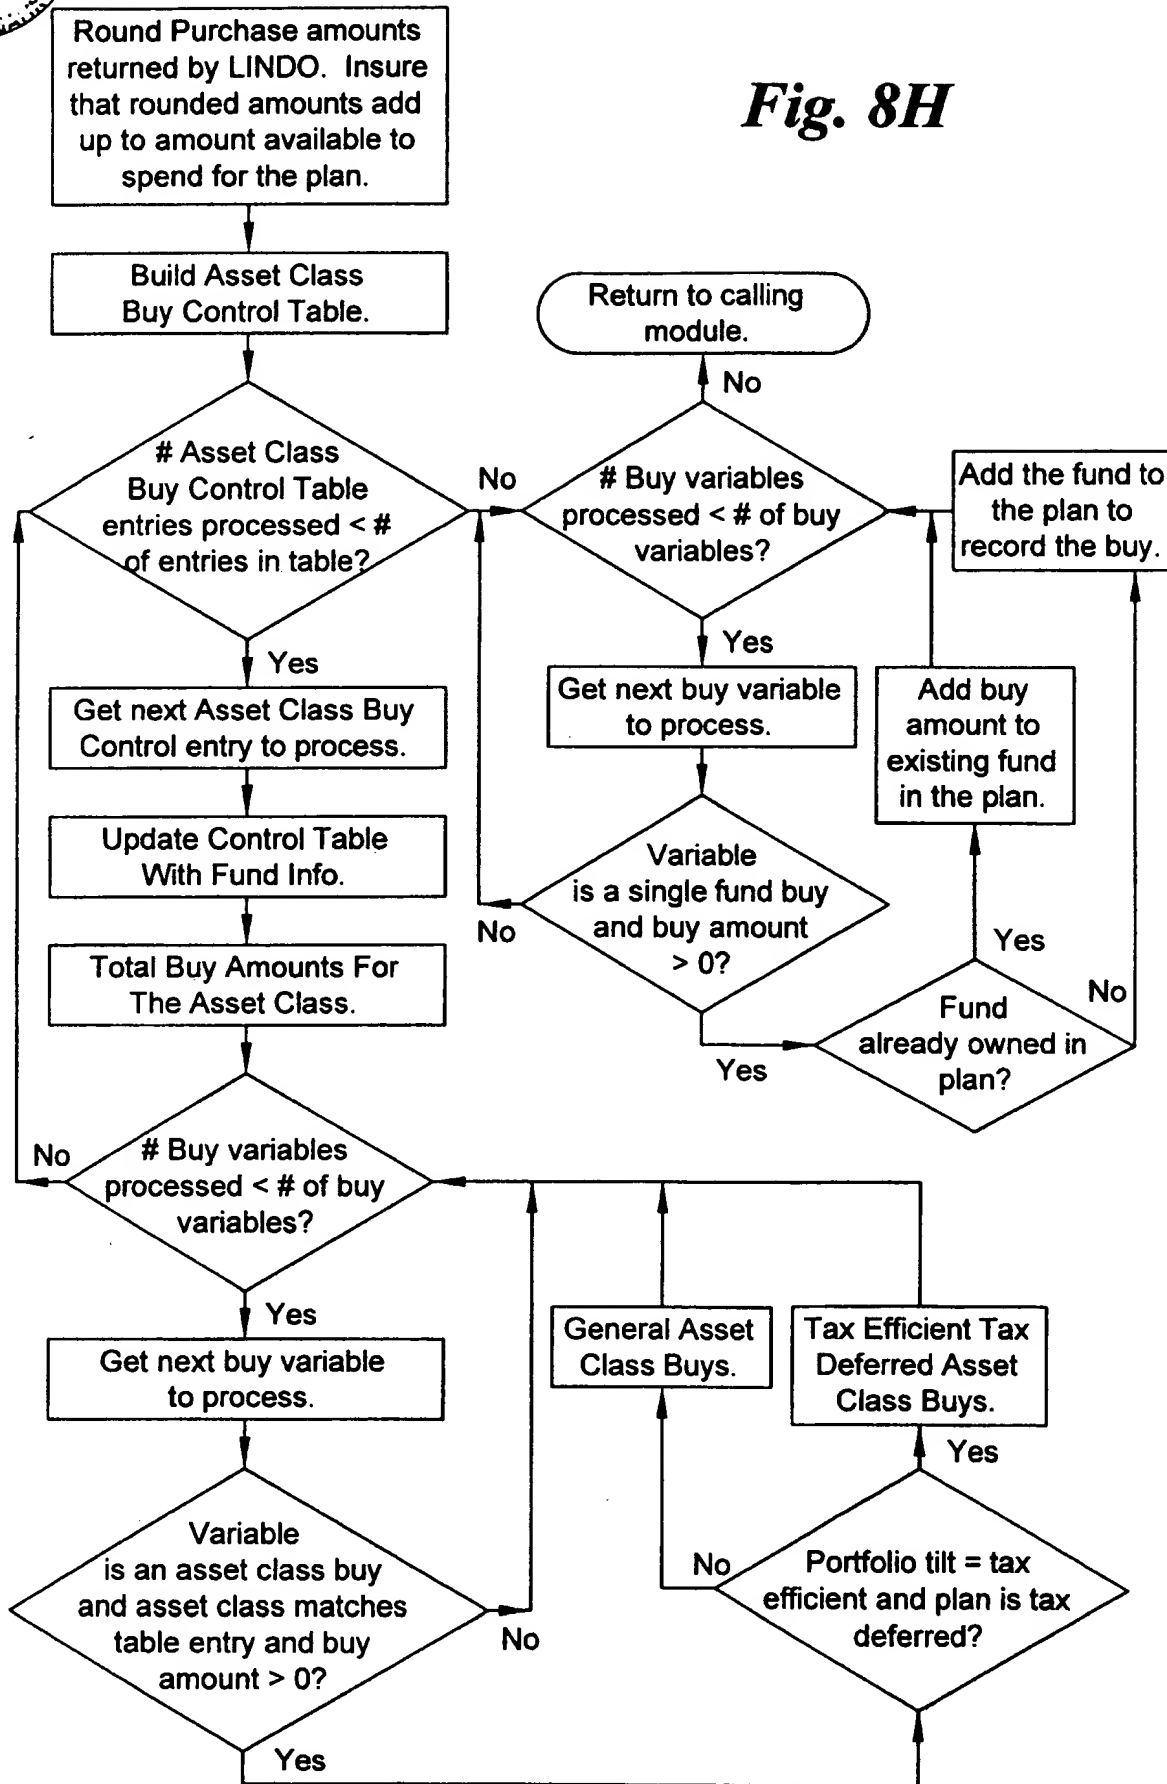 Round Purchase amounts
returned by LINDO. Insure
that rounded amounts add
up to amount available to
spend for the plan.
Fig. 8H
Build Asset Class
Buy Control Table.
Return to calling
module.
No
# Asset Class
Buy Control Table
entries processed < #
of entries in table?
No
# Buy variables
processed < # of buy
variables?
Add the fund to
the plan to
record the buy.
Yes
Yes
Get next Asset Class Buy
Control entry to process.
Get next buy variable
to process.
Add buy
amount to
existing fund
in the plan.
Update Control Table
With Fund Info.
Variable
is a single fund buy
and buy amount
> 0?
No
Total Buy Amounts For
The Asset Class.
Yes
No
Fund
already owned in
plan?
Yes
No
# Buy variables
processed < # of buy
variables?
Yes
Get next buy variable
to process.
General Asset
Class Buys.
Tax Efficient Tax
Deferred Asset
Class Buys.
Yes
Variable
is an asset class buy
and asset class matches
table entry and buy
amount > 0?
No
No
Portfolio tilt = tax
efficient and plan is tax
deferred?
Yes